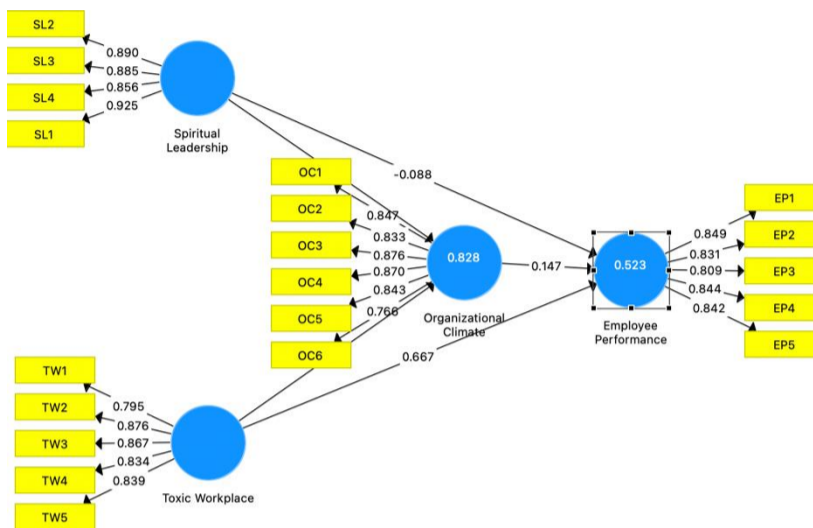 SL2
0.890
SL3
0.885
SL4
0.856
SL1
0.925
Spiritual
Leadership
-0.088
OC1
0.847
OC2
0.833
OC3
0.876
OC4
0.870
OC5
0.843
OC6
0.766
0.828
Organizational
Climate
0.147
0.667
EP1
0.849
EP2
0.831
EP3
0.809
EP4
0.844
EP5
0.842
0.523
Employee
Performance
TW1
0.795
TW2
0.876
TW3
0.867
TW4
0.834
TW5
0.839
Toxic Workplace